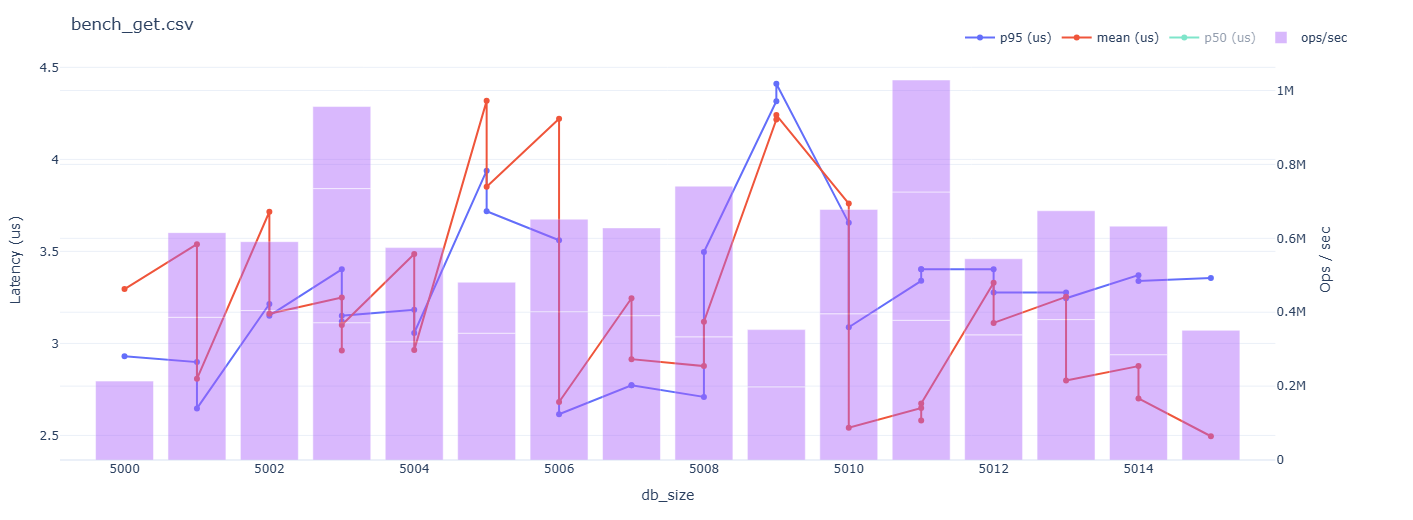 bench_get.csv
p95 (us) mean (us) p50 (us) ops/sec
4.5
4
3.5
3
2.5
Latency (us)
1M
0.8M
0.6M
0.4M
0.2M
0
Ops / sec
5000 5002 5004 5006 5008 5010 5012 5014
db_size